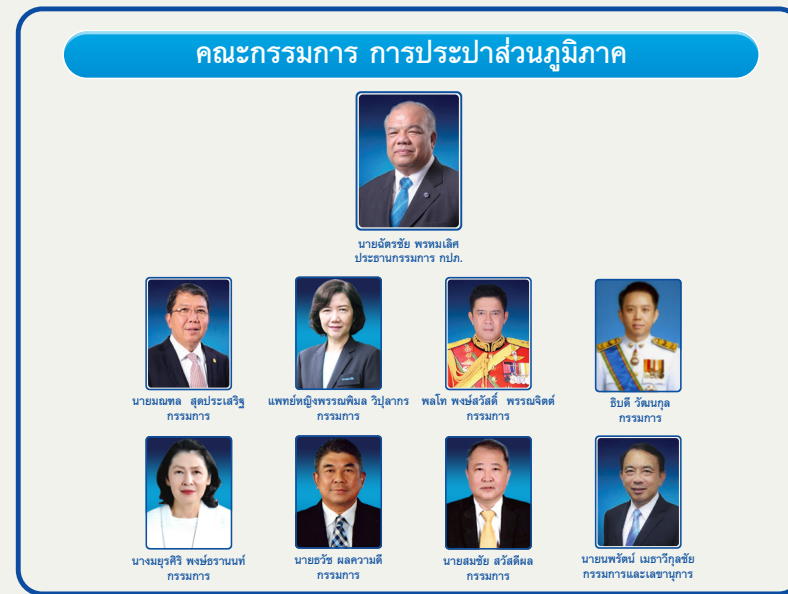 คณะกรรมการ การประปาส่วนภูมิภาค
นายฉัตรชัย พรหมเลิศ
ประธานกรรมการ กปภ.
นายมณฑล สุดประเสริฐ
กรรมการ
แพทย์หญิงพรรณพิมล วิปุลากร
กรรมการ
พลโท พงษ์สวัสดิ์ พรรณจิตต์
กรรมการ
ธิบดี วัฒนกุล
กรรมการ
นางมยุรศิริ พงษ์ธรานนท์
กรรมการ
นายธวัช ผลความดี
กรรมการ
นายสมชัย สวัสดีผล
กรรมการ
นายนพรัตน์ เมธาวีกุลชัย
กรรมการและเลขานุการ